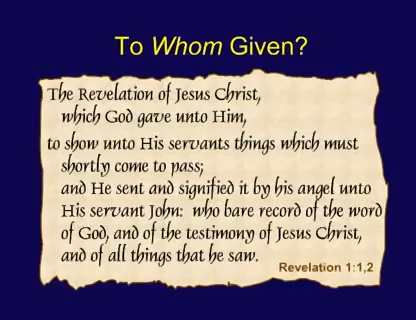 To Whom Given?
The Revelation of Jesus Christ,
which God gave unto Him,
to show unto His servants things which must
shortly come to pass;
and He sent and signified it by his angel unto
His servant John: who bare record of the word
of God, and of the testimony of Jesus Christ,
and of all things that he saw.
Revelation 1:1,2